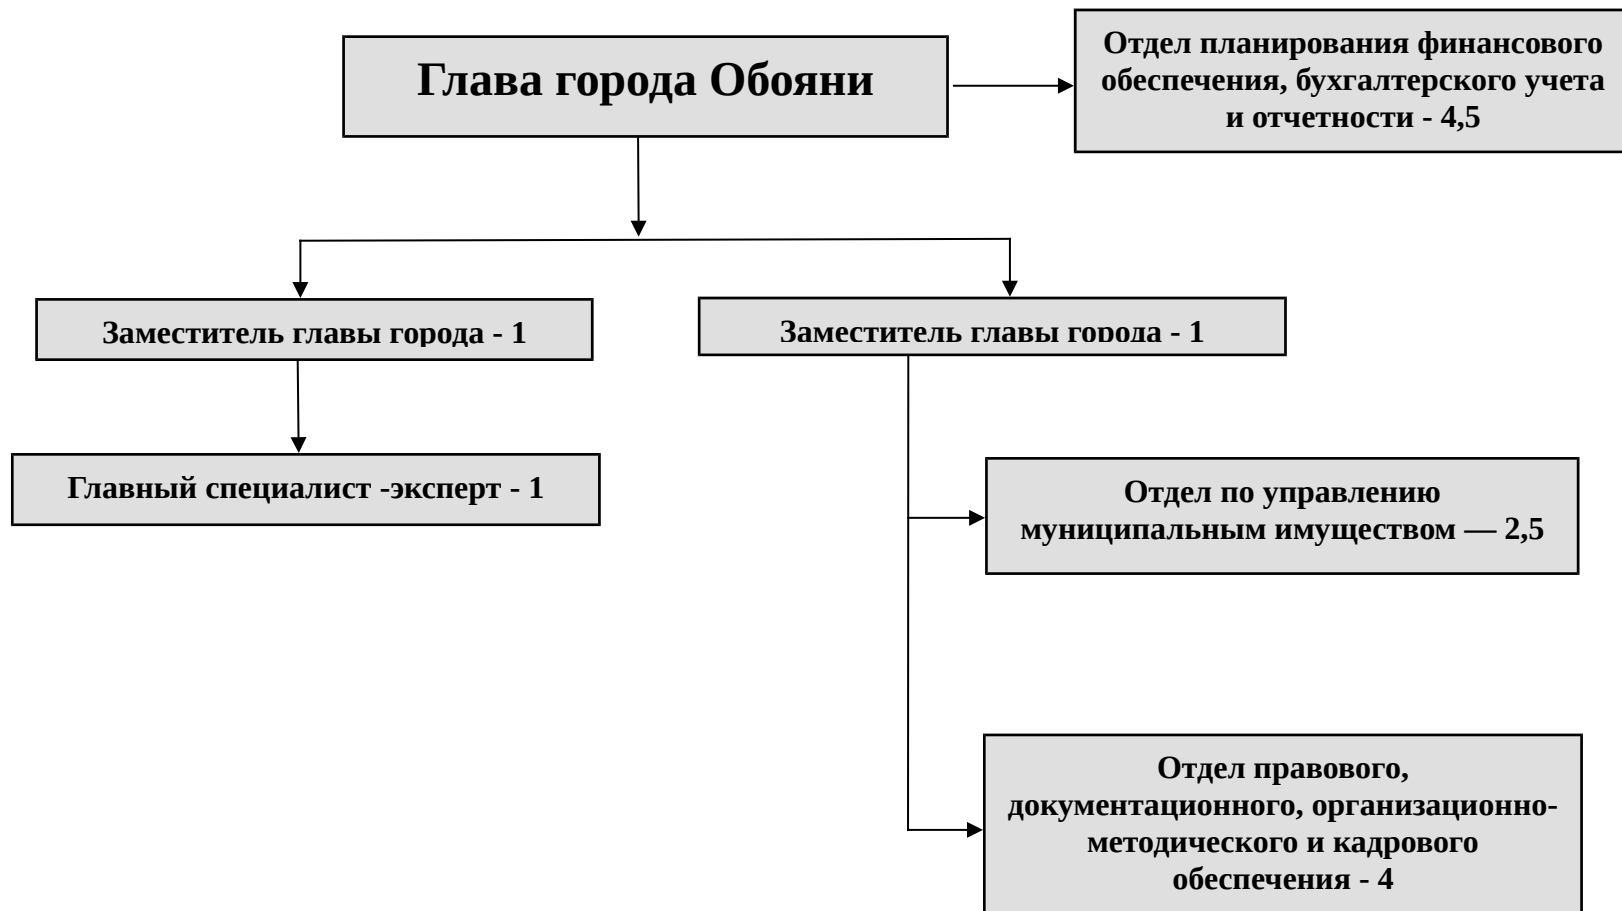 Глава города Обояни
Отдел планирования финансового
обеспечения, бухгалтерского учета
и отчетности - 4,5
Заместитель главы города - 1
Заместитель главы города - 1
Главный специалист -эксперт - 1
Отдел по управлению
муниципальным имуществом — 2,5
Отдел правового,
документационного, организационно-
методического и кадрового
обеспечения - 4